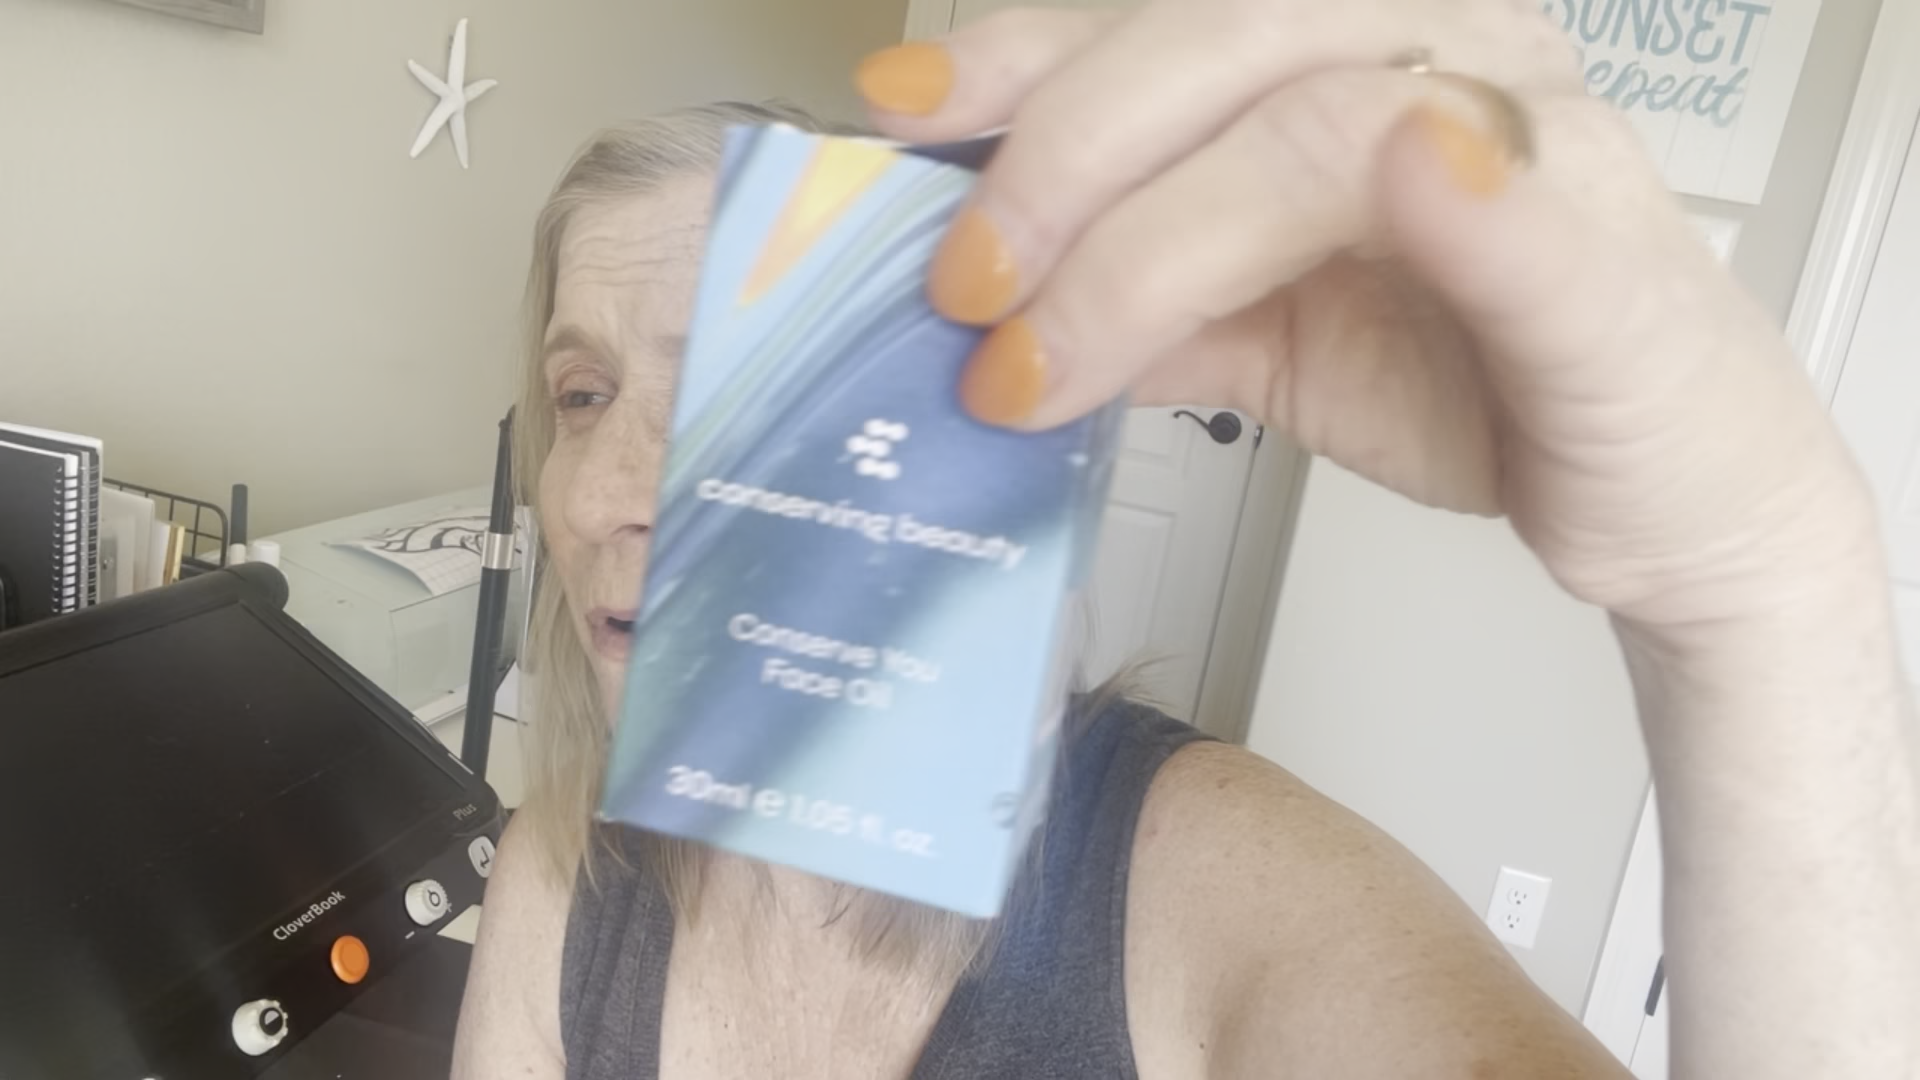 SUNSET
repeat
conserving beauty
Conserve You
Face Oil
30ml e 1.05 fl. oz.
Plus
CloverBook